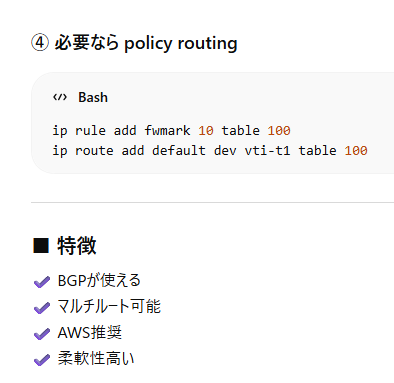 ④ 必要なら policy routing
</> Bash
ip rule add fwmark 10 table 100
ip route add default dev vti-t1 table 100
■ 特徴
✔ BGPが使える
✔ マルチルート可能
✔ AWS推奨
✔ 柔軟性高い